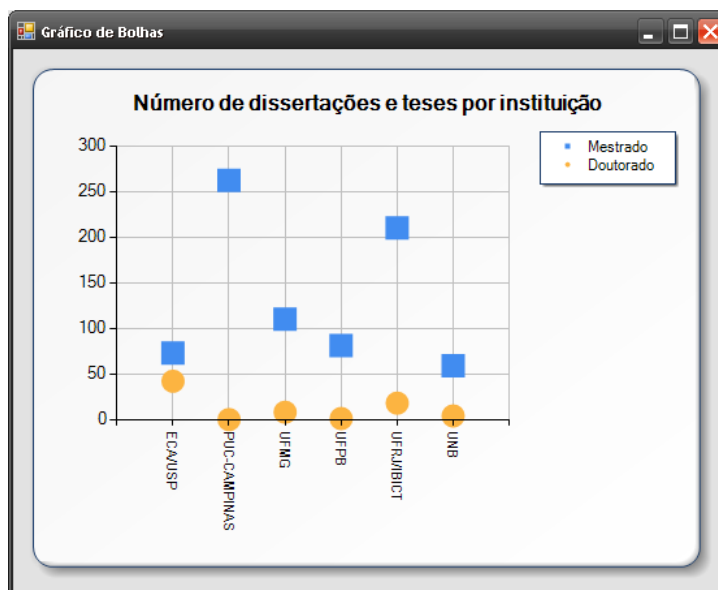 Gráfico de Bolhas
Número de dissertações e teses por instituição
Mestrado
Doutorado
300
250
200
150
100
50
0
ECA/USP
PUC-CAMPINAS
UFMG
UFPB
UFRJ/IBICT
UNB